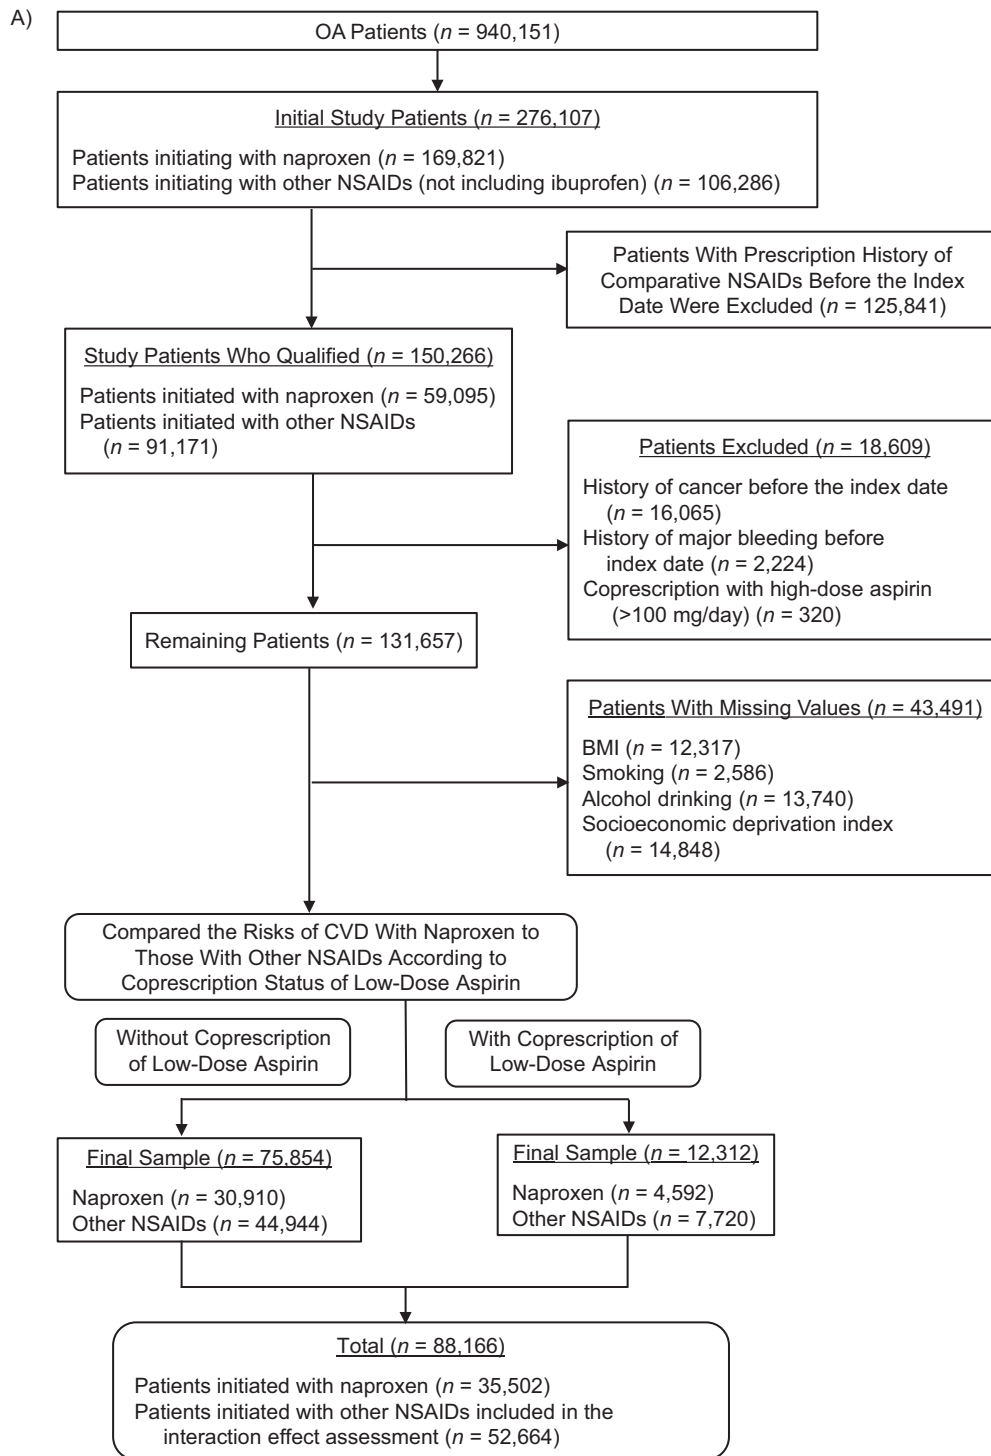 A)
OA Patients (n = 940,151)
Initial Study Patients (n = 276,107)
Patients initiating with naproxen (n = 169,821)
Patients initiating with other NSAIDs (not including ibuprofen) (n = 106,286)
Patients With Prescription History of
Comparative NSAIDs Before the Index
Date Were Excluded (n = 125,841)
Study Patients Who Qualified (n = 150,266)
Patients initiated with naproxen (n = 59,095)
Patients initiated with other NSAIDs
(n = 91,171)
Patients Excluded (n = 18,609)
History of cancer before the index date
(n = 16,065)
History of major bleeding before
index date (n = 2,224)
Coprescription with high-dose aspirin
(>100 mg/day) (n = 320)
Remaining Patients (n = 131,657)
Patients With Missing Values (n = 43,491)
BMI (n = 12,317)
Smoking (n = 2,586)
Alcohol drinking (n = 13,740)
Socioeconomic deprivation index
(n = 14,848)
Compared the Risks of CVD With Naproxen to
Those With Other NSAIDs According to
Coprescription Status of Low-Dose Aspirin
Without Coprescription
of Low-Dose Aspirin
With Coprescription of
Low-Dose Aspirin
Final Sample (n = 75,854)
Naproxen (n = 30,910)
Other NSAIDs (n = 44,944)
Final Sample (n = 12,312)
Naproxen (n = 4,592)
Other NSAIDs (n = 7,720)
Total (n = 88,166)
Patients initiated with naproxen (n = 35,502)
Patients initiated with other NSAIDs included in the
interaction effect assessment (n = 52,664)